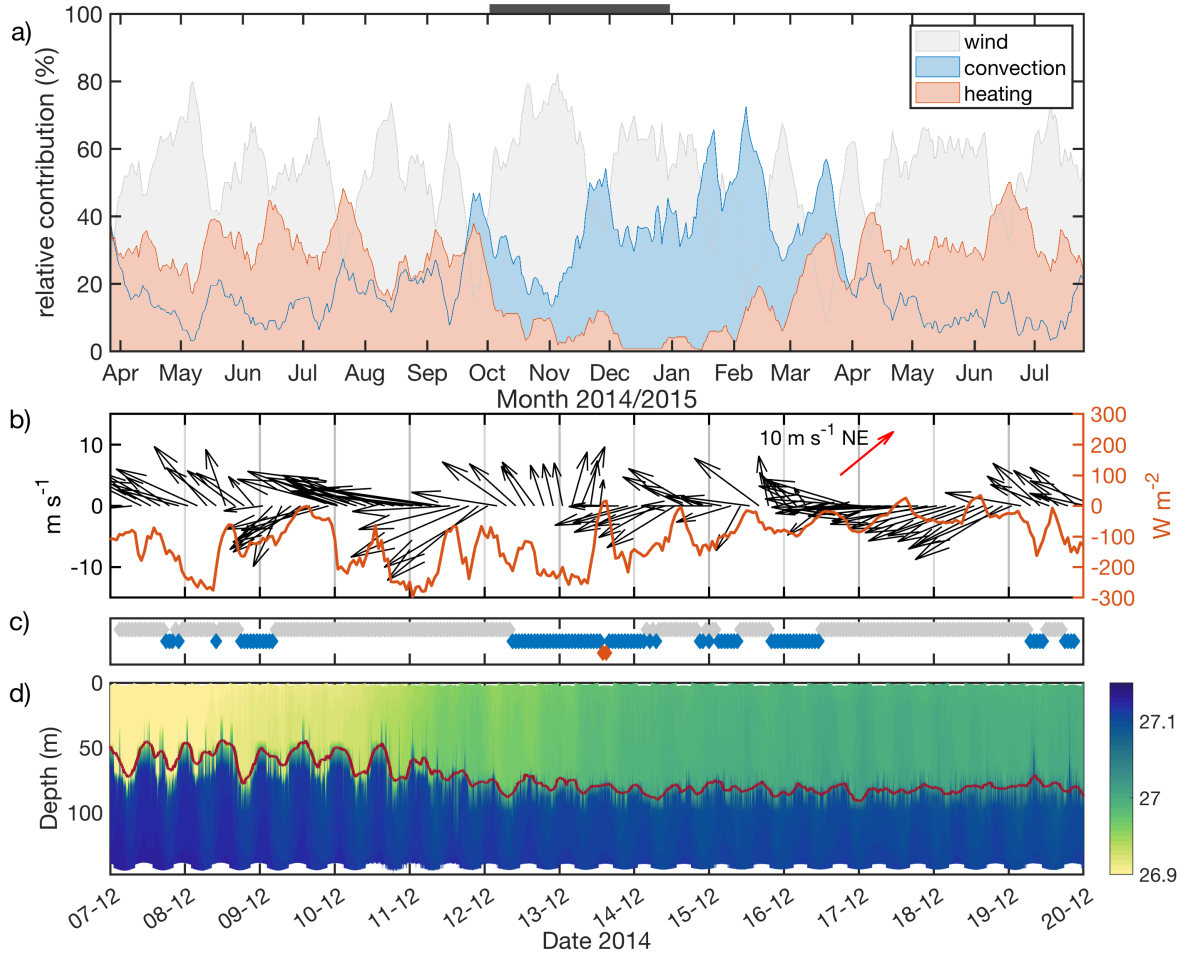 a)
100
80
60
40
20
0
relative contribution (%)
wind
convection
heating
Apr May Jun Jul Aug Sep Oct Nov Dec Jan Feb Mar Apr May Jun Jul
Month 2014/2015
b)
10
0
-10
m s⁻¹
10 m s⁻¹ NE
300
200
100
0
-100
-200
-300
W m⁻²
c)
d)
0
50
100
Depth (m)
27.1
27
26.9
07-12 08-12 09-12 10-12 11-12 12-12 13-12 14-12 15-12 16-12 17-12 18-12 19-12 20-12
Date 2014